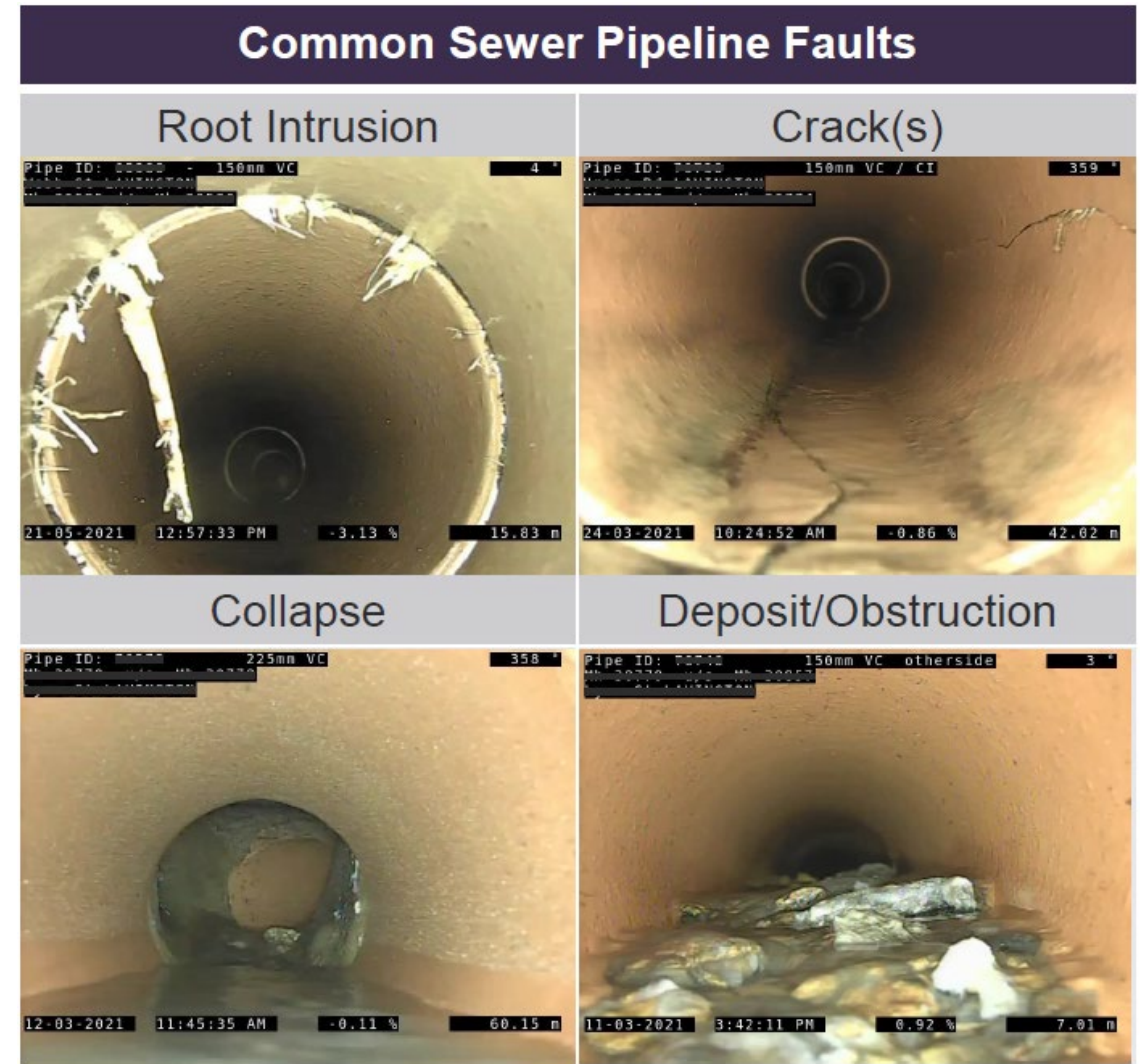 Common Sewer Pipeline Faults
Root Intrusion
Crack(s)
Pipe ID: - 150mm VC
4 °
Pipe ID: 150mm VC / CI
359 °
21-05-2021 12:57:33 PM -3.13 % 15.83 m
24-03-2021 10:24:52 AM -0.86 % 42.02 m
Collapse
Deposit/Obstruction
Pipe ID: 225mm VC
358 °
Pipe ID: 150mm VC otherside
3 °
12-03-2021 11:45:35 AM -0.11 % 60.15 m
11-03-2021 3:42:11 PM 0.92 % 7.01 m